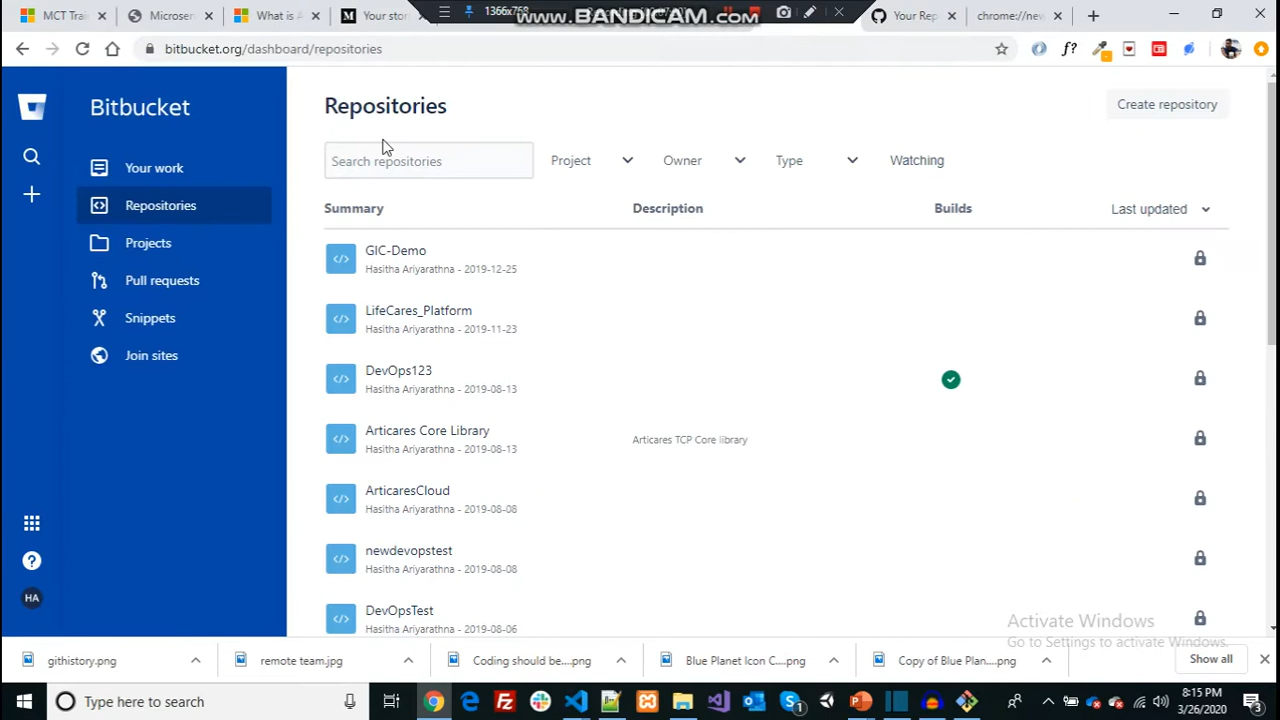 MCT Train
Microser
What is A
Your stor
1366x768
www.BANDICAM.com
Your Rep
chrome://new
bitbucket.org/dashboard/repositories
f?
Bitbucket
Your work
Repositories
Projects
Pull requests
Snippets
Join sites
HA
Repositories
Create repository
Search repositories
Project
Owner
Type
Watching
Summary
Description
Builds
Last updated
GIC-Demo
Hasitha Ariyarathna - 2019-12-25
LifeCares_Platform
Hasitha Ariyarathna - 2019-11-23
DevOps123
Hasitha Ariyarathna - 2019-08-13
Articares Core Library
Articares TCP Core library
Hasitha Ariyarathna - 2019-08-13
ArticaresCloud
Hasitha Ariyarathna - 2019-08-08
newdevopstest
Hasitha Ariyarathna - 2019-08-08
DevOpsTest
Hasitha Ariyarathna - 2019-08-06
Activate Windows
Go to Settings to activate Windows.
githistory.png
remote team.jpg
Coding should be....png
Blue Planet Icon C....png
Copy of Blue Plan....png
Show all
Type here to search
8:15 PM
3/26/2020